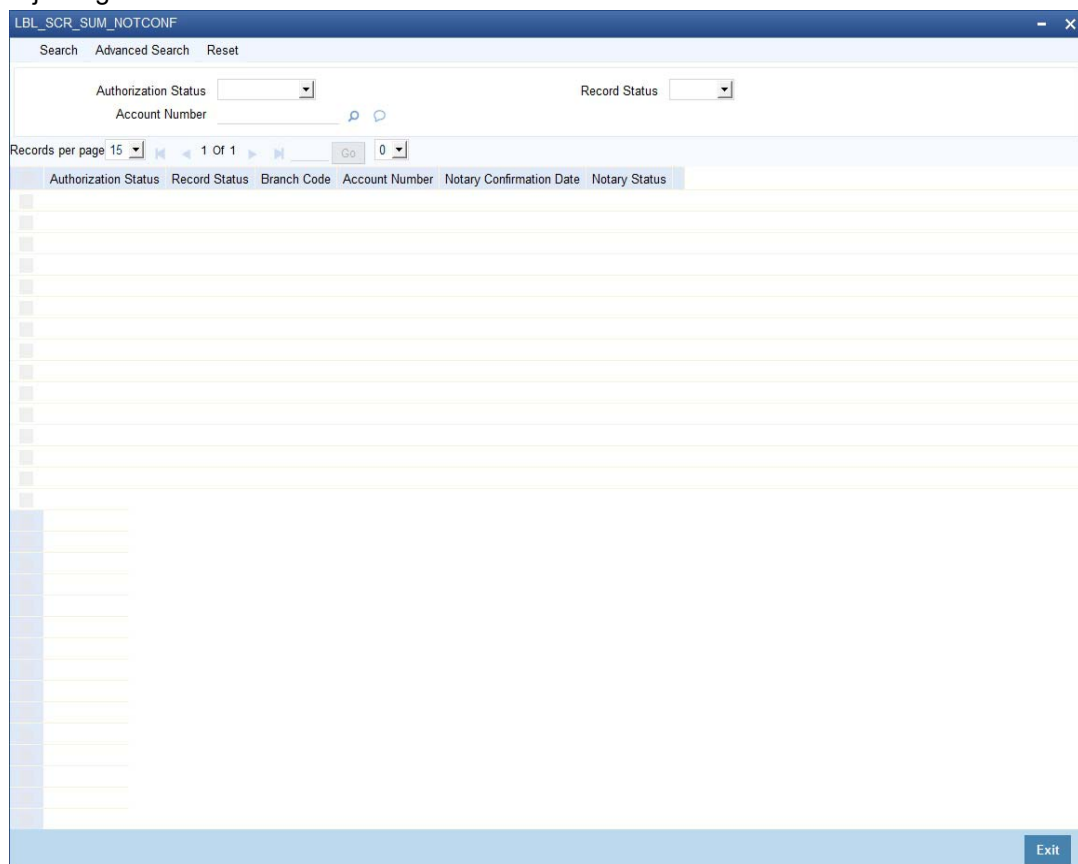 LBL_SCR_SUM_NOTCONF
Search Advanced Search Reset
Authorization Status Record Status
Account Number
Records per page 15 1 Of 1 Go 0
Authorization Status Record Status Branch Code Account Number Notary Confirmation Date Notary Status
Exit